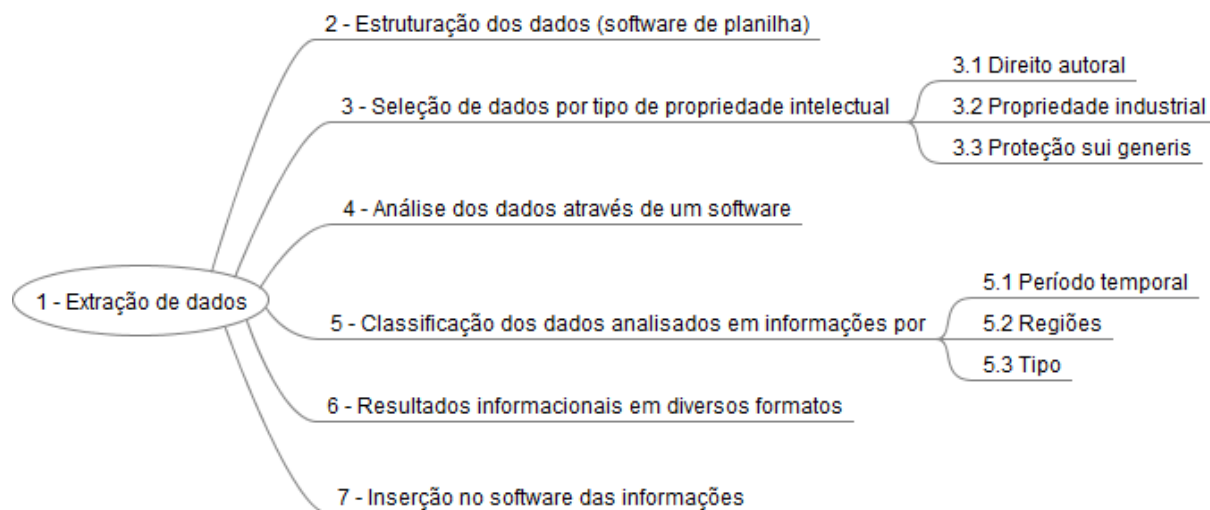 2 - Estruturação dos dados (software de planilha)
3.1 Direito autoral
3 - Seleção de dados por tipo de propriedade intelectual
3.2 Propriedade industrial
3.3 Proteção sui generis
4 - Análise dos dados através de um software
1 - Extração de dados
5.1 Período temporal
5 - Classificação dos dados analisados em informações por
5.2 Regiões
5.3 Tipo
6 - Resultados informacionais em diversos formatos
7 - Inserção no software das informações